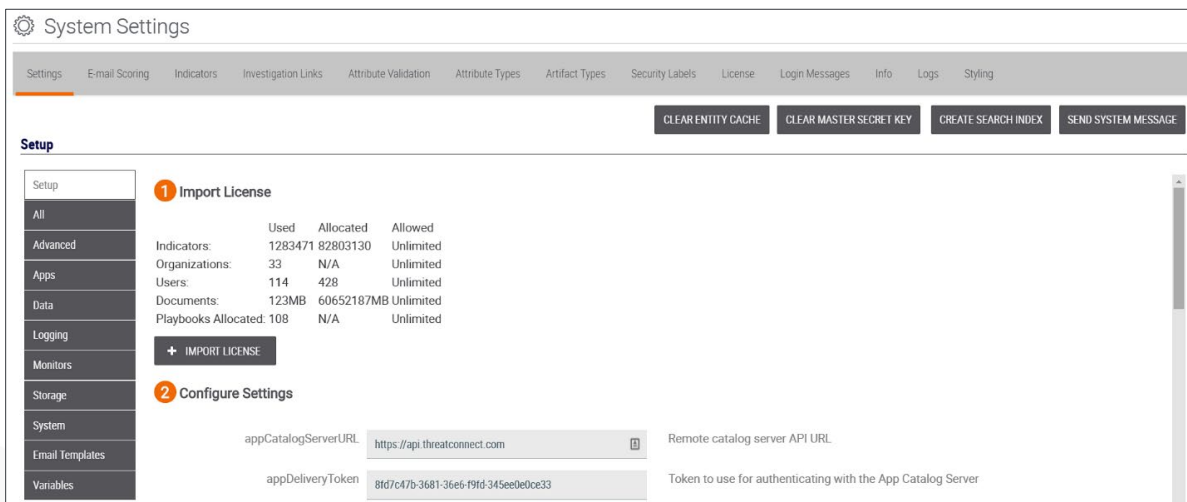 System Settings
Settings E-mail Scoring Indicators Investigation Links Attribute Validation Attribute Types Artifact Types Security Labels License Login Messages Info Logs Styling
CLEAR ENTITY CACHE CLEAR MASTER SECRET KEY CREATE SEARCH INDEX SEND SYSTEM MESSAGE
Setup
Setup
All
Advanced
Apps
Data
Logging
Monitors
Storage
System
Email Templates
Variables
1 Import License
Used Allocated Allowed
Indicators: 1283471 82803130 Unlimited
Organizations: 33 N/A Unlimited
Users: 114 428 Unlimited
Documents: 123MB 60652187MB Unlimited
Playbooks Allocated: 108 N/A Unlimited
+ IMPORT LICENSE
2 Configure Settings
appCatalogServerURL https://api.threatconnect.com Remote catalog server API URL
appDeliveryToken 8fd7c47b-3681-36e6-f9fd-345ee0e0ce33 Token to use for authenticating with the App Catalog Server